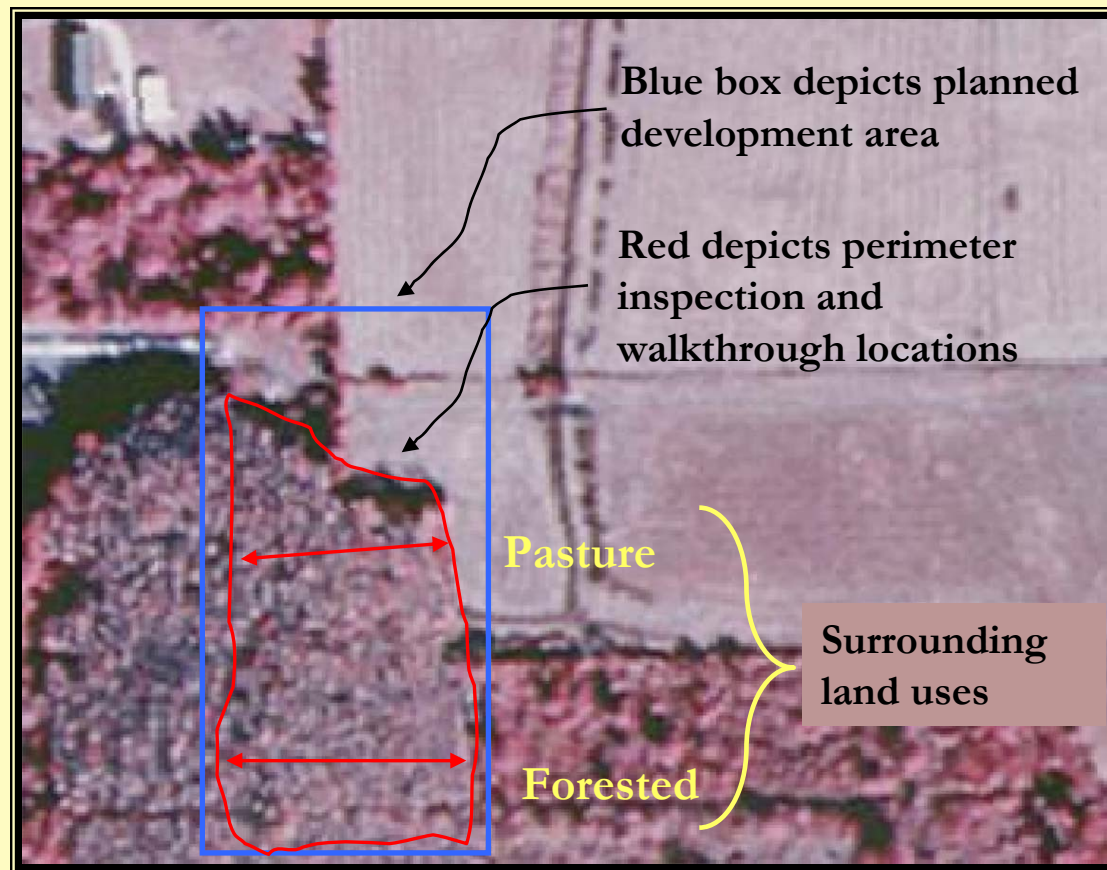 Blue box depicts planned
development area
Red depicts perimeter
inspection and
walkthrough locations
Pasture
Surrounding
land uses
Forested